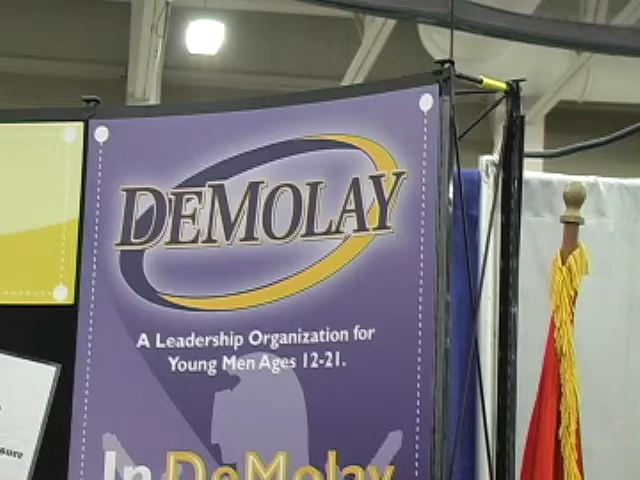 DEMOLAY
A Leadership Organization for
Young Men Ages 12-21.
In DeMolay